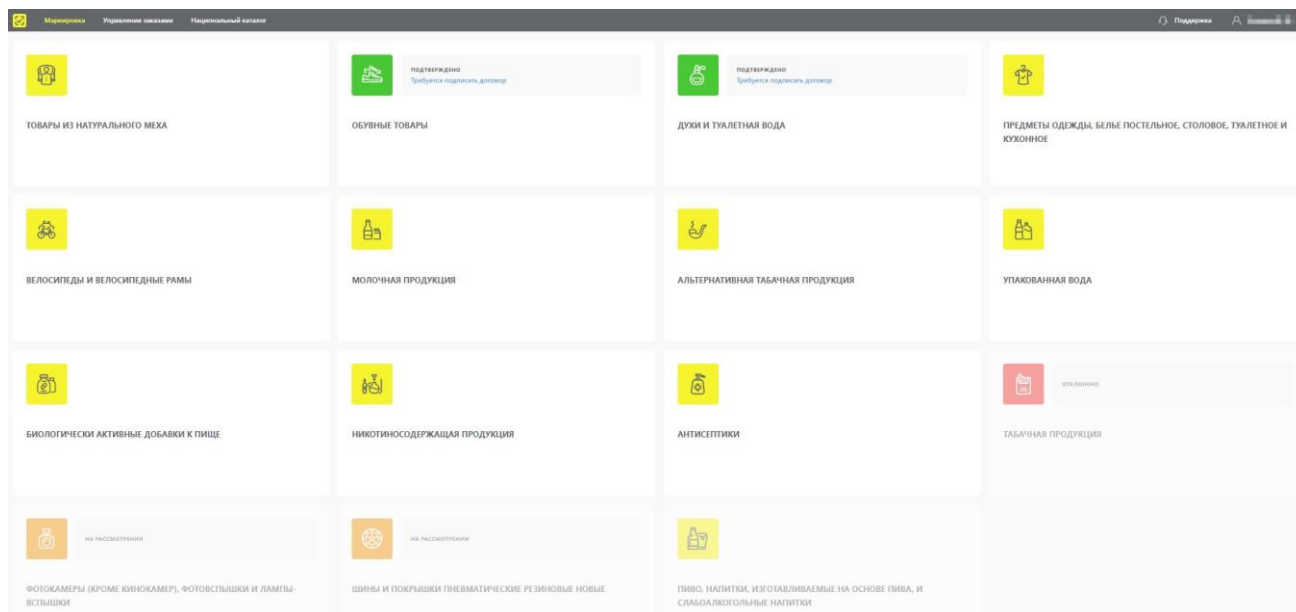 Маркировка Управление заказами Национальный каталог Поддержка
ПОДТВЕРЖДЕНО
Требуется подписать договор
ПОДТВЕРЖДЕНО
Требуется подписать договор
ТОВАРЫ ИЗ НАТУРАЛЬНОГО МЕХА
ОБУВНЫЕ ТОВАРЫ
ДУХИ И ТУАЛЕТНАЯ ВОДА
ПРЕДМЕТЫ ОДЕЖДЫ, БЕЛЬЕ ПОСТЕЛЬНОЕ, СТОЛОВОЕ, ТУАЛЕТНОЕ И
КУХОННОЕ
ВЕЛОСИПЕДЫ И ВЕЛОСИПЕДНЫЕ РАМЫ
МОЛОЧНАЯ ПРОДУКЦИЯ
АЛЬТЕРНАТИВНАЯ ТАБАЧНАЯ ПРОДУКЦИЯ
УПАКОВАННАЯ ВОДА
ОТКЛОНЕНО
БИОЛОГИЧЕСКИ АКТИВНЫЕ ДОБАВКИ К ПИЩЕ
НИКОТИНОСОДЕРЖАЩАЯ ПРОДУКЦИЯ
АНТИСЕПТИКИ
ТАБАЧНАЯ ПРОДУКЦИЯ
НА РАССМОТРЕНИИ
НА РАССМОТРЕНИИ
ФОТОКАМЕРЫ (КРОМЕ КИНОКАМЕР), ФОТОВСПЫШКИ И ЛАМПЫ-
ВСПЫШКИ
ШИНЫ И ПОКРЫШКИ ПНЕВМАТИЧЕСКИЕ РЕЗИНОВЫЕ НОВЫЕ
ПИВО, НАПИТКИ, ИЗГОТАВЛИВАЕМЫЕ НА ОСНОВЕ ПИВА, И
СЛАБОАЛКОГОЛЬНЫЕ НАПИТКИ